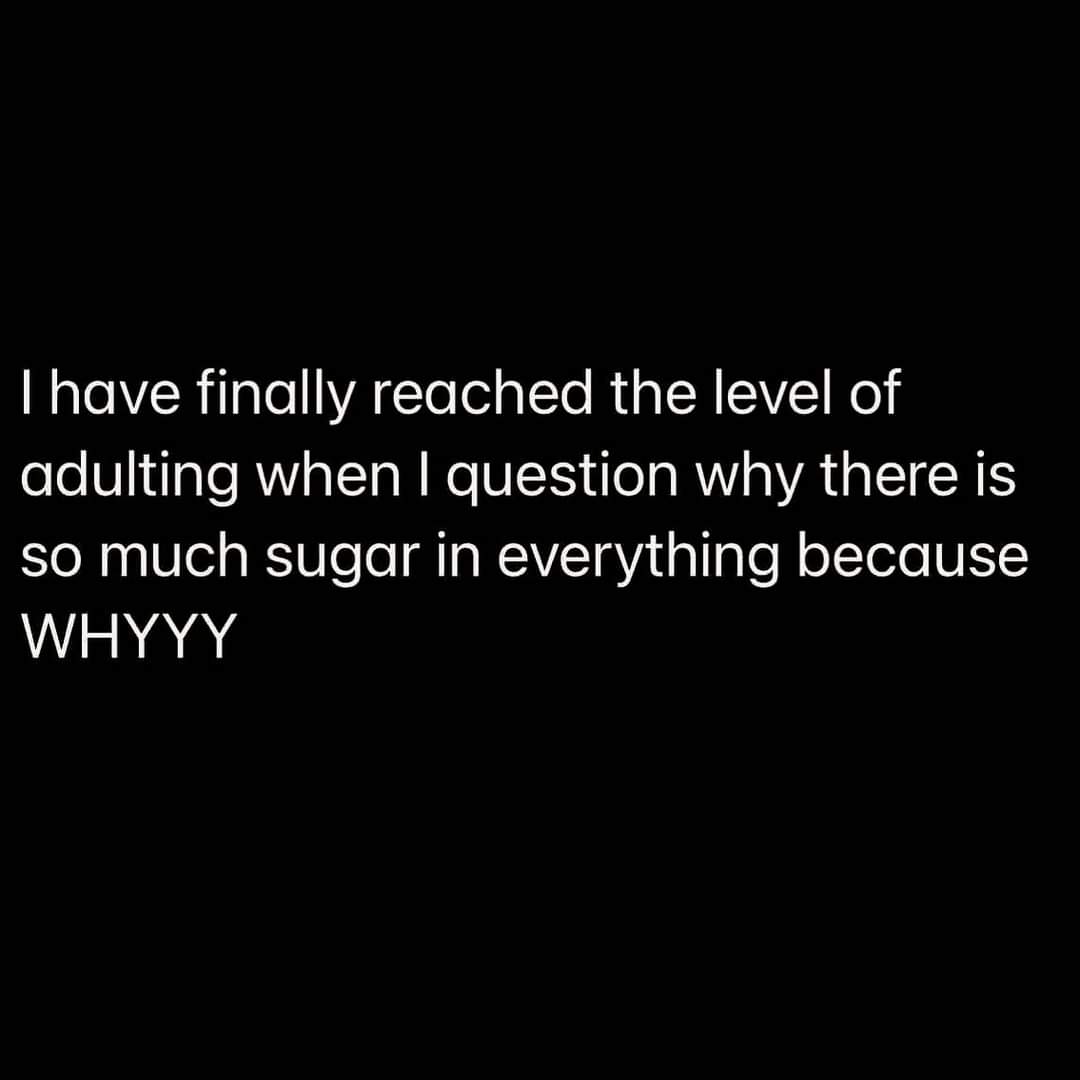 I have finally reached the level of
adulting when I question why there is
so much sugar in everything because
WHYYY